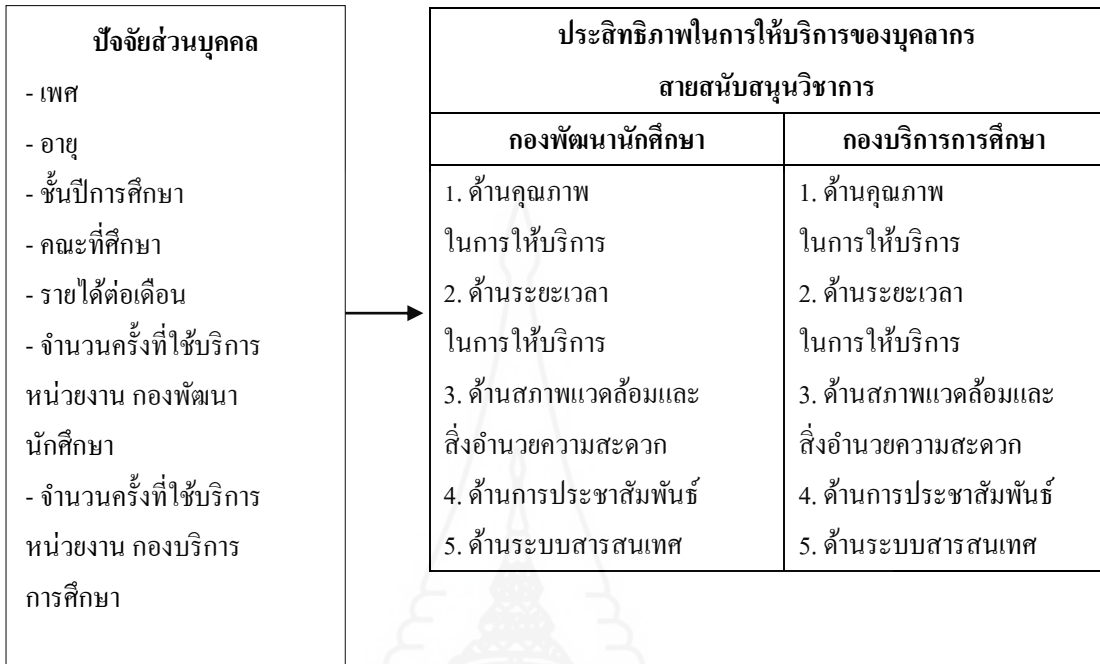 ปัจจัยส่วนบุคคล
- เพศ
- อายุ
- ชั้นปีการศึกษา
- คณะที่ศึกษา
- รายได้ต่อเดือน
- จำนวนครั้งที่ใช้บริการ
หน่วยงาน กองพัฒนา
นักศึกษา
- จำนวนครั้งที่ใช้บริการ
หน่วยงาน กองบริการ
การศึกษา
ประสิทธิภาพในการให้บริการของบุคลากร
สายสนับสนุนวิชาการ
กองพัฒนานักศึกษา
1. ด้านคุณภาพ
ในการให้บริการ
2. ด้านระยะเวลา
ในการให้บริการ
3. ด้านสภาพแวดล้อมและ
สิ่งอำนวยความสะดวก
4. ด้านการประชาสัมพันธ์
5. ด้านระบบสารสนเทศ
กองบริการการศึกษา
1. ด้านคุณภาพ
ในการให้บริการ
2. ด้านระยะเวลา
ในการให้บริการ
3. ด้านสภาพแวดล้อมและ
สิ่งอำนวยความสะดวก
4. ด้านการประชาสัมพันธ์
5. ด้านระบบสารสนเทศ